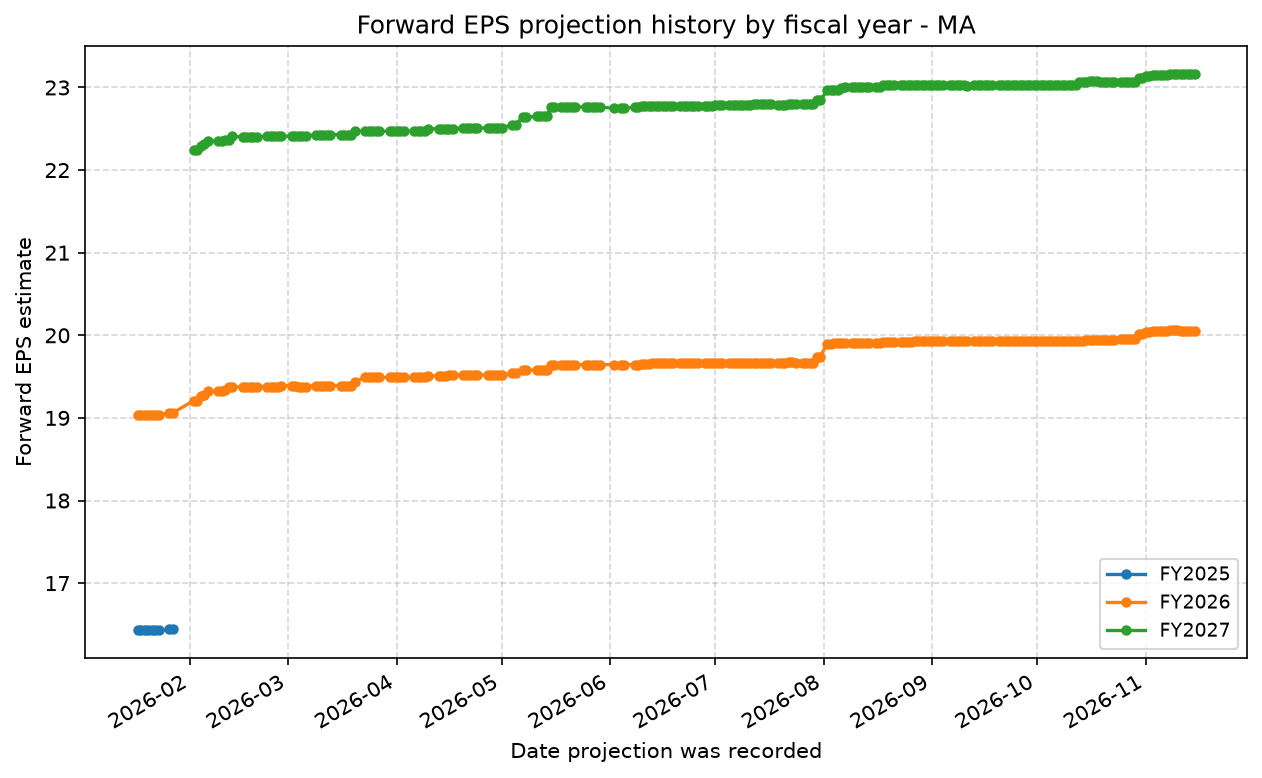 Forward EPS projection history by fiscal year - MA
Forward EPS estimate
23
22
21
20
19
18
17
FY2025
FY2026
FY2027
2026-02
2026-03
2026-04
2026-05
2026-06
2026-07
2026-08
2026-09
2026-10
2026-11
Date projection was recorded